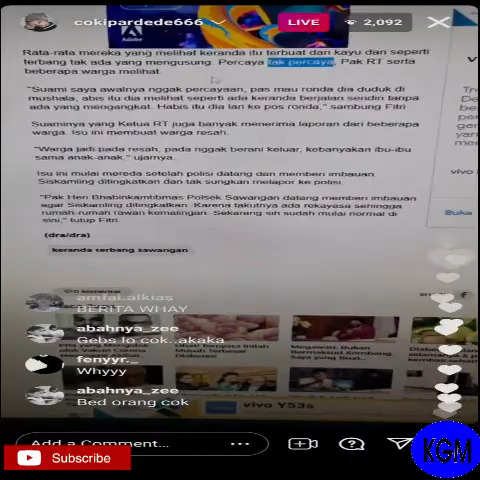 cokipardede666
LIVE
2,092
Adobe
Rata-rata mereka yang melihat keranda itu terbuat dari kayu dan seperti
terbang tak ada yang mengusung. Percaya tak percaya, Pak RT serta
beberapa warga melihat.
"Suami saya awalnya nggak percayaan, pas mau ronda dia duduk di
mushala, abis itu dia melihat seperti ada keranda berjalan sendiri tanpa
ada yang mengangkat. Habis itu dia lari ke pos ronda," sambung Fitri
Suaminya yang Ketua RT juga banyak menerima laporan dari beberapa
warga. Isu ini membuat warga resah.
"Warga jadi pada resah, pada nggak berani keluar, kebanyakan ibu-ibu
sama anak-anak," ujarnya.
Isu ini mulai mereda setelah polisi datang dan memberi imbauan.
Siskamling ditingkatkan dan tak sungkan melapor ke polisi.
"Pak Heri Bhabinkamtibmas Polsek Sawangan datang memberi imbauan
agar Siskamling ditingkatkan. Karena takutnya ada rekayasa sehingga
rumah-rumah rawan kemalingan. Sekarang sih sudah mulai normal di
sini," tutup Fitri.
(dra/dra)
keranda terbang sawangan
vivo
Buka
amfai.alkias
BERITA WHAY
abahnya_zee
Gebs lo cok..akaka
fenyyr.
Whyyy
abahnya_zee
Bed orang cok
Megawati: Bukan
vivo Y53s
Add a Comment...
Subscribe
KGM